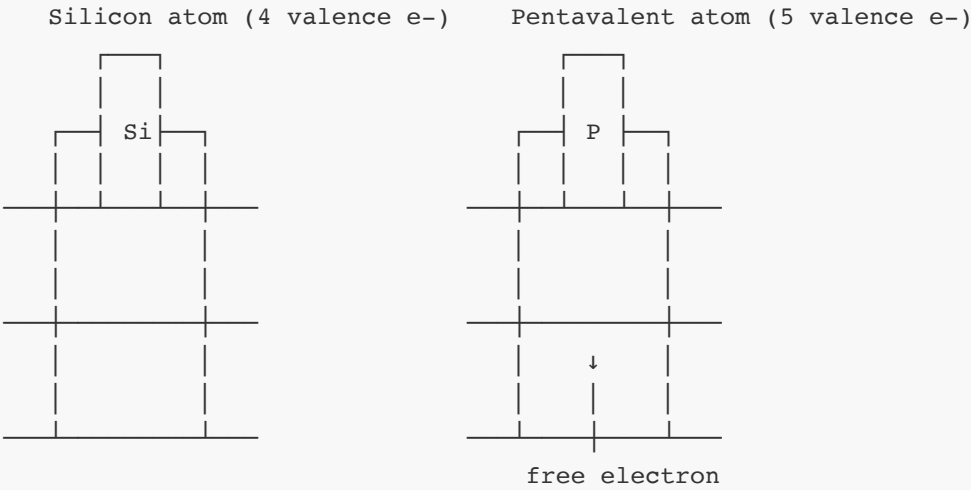 Silicon atom (4 valence e-)
Pentavalent atom (5 valence e-)
Si
P
↓
free electron